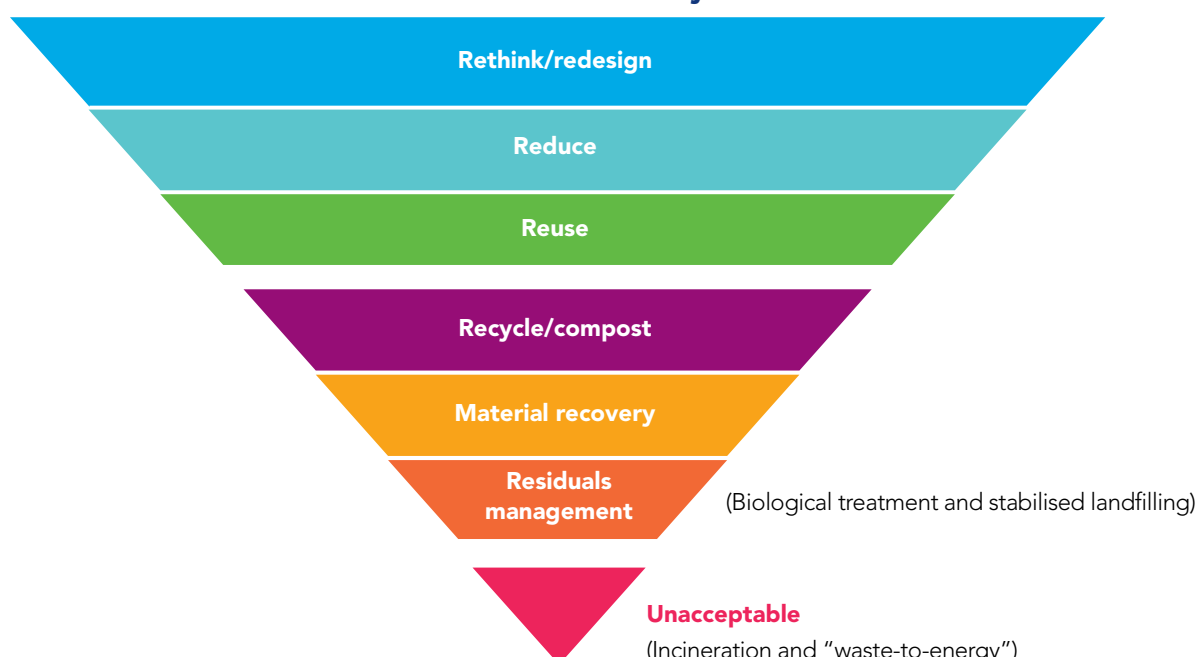 Rethink/redesign
Reduce
Reuse
Recycle/compost
Material recovery
Residuals
management
(Biological treatment and stabilised landfilling)
Unacceptable
(Incineration and “waste-to-energy”)